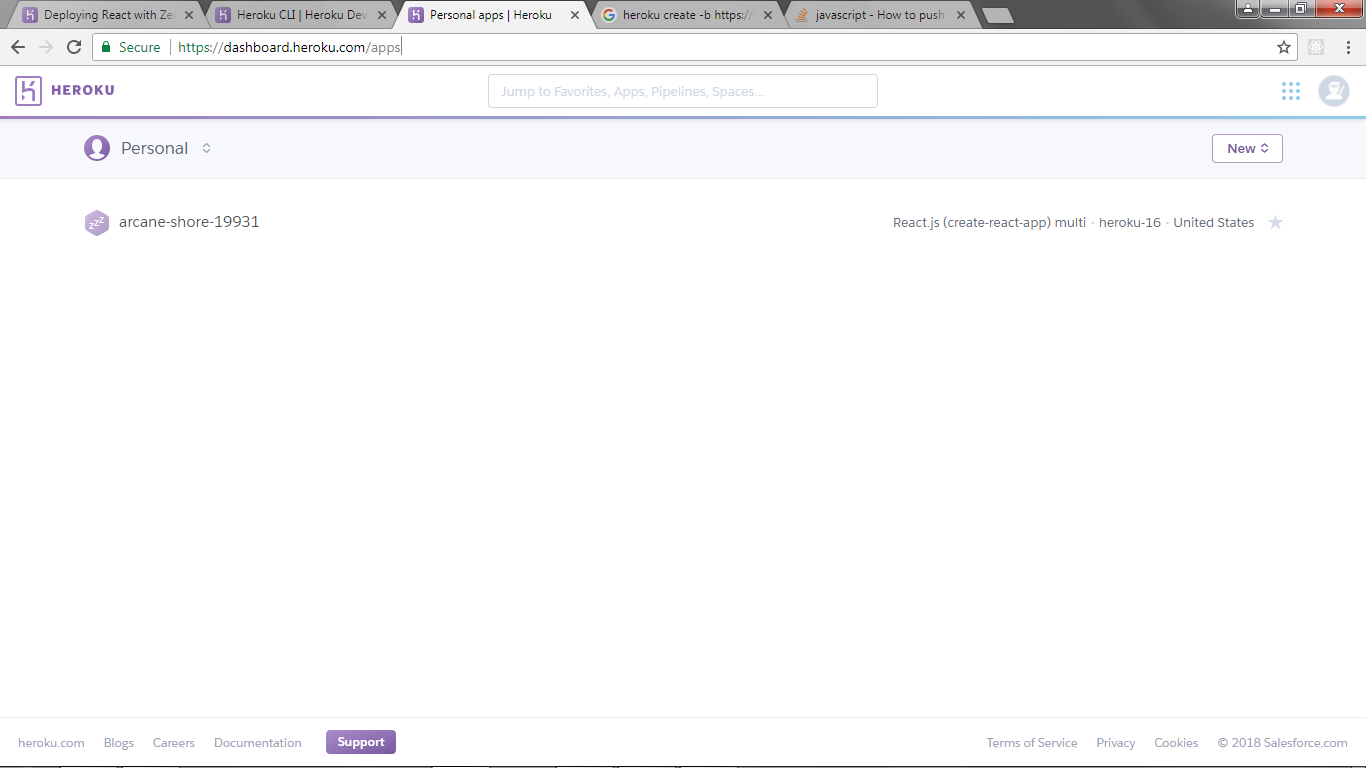 Deploying React with Zer
Heroku CLI | Heroku Dev
Personal apps | Heroku
heroku create -b https://
javascript - How to push
Secure
https://dashboard.heroku.com/apps
HEROKU
Jump to Favorites, Apps, Pipelines, Spaces...
Personal
New
zzz
arcane-shore-19931
React.js (create-react-app) multi · heroku-16 · United States
heroku.com
Blogs
Careers
Documentation
Support
Terms of Service
Privacy
Cookies
© 2018 Salesforce.com